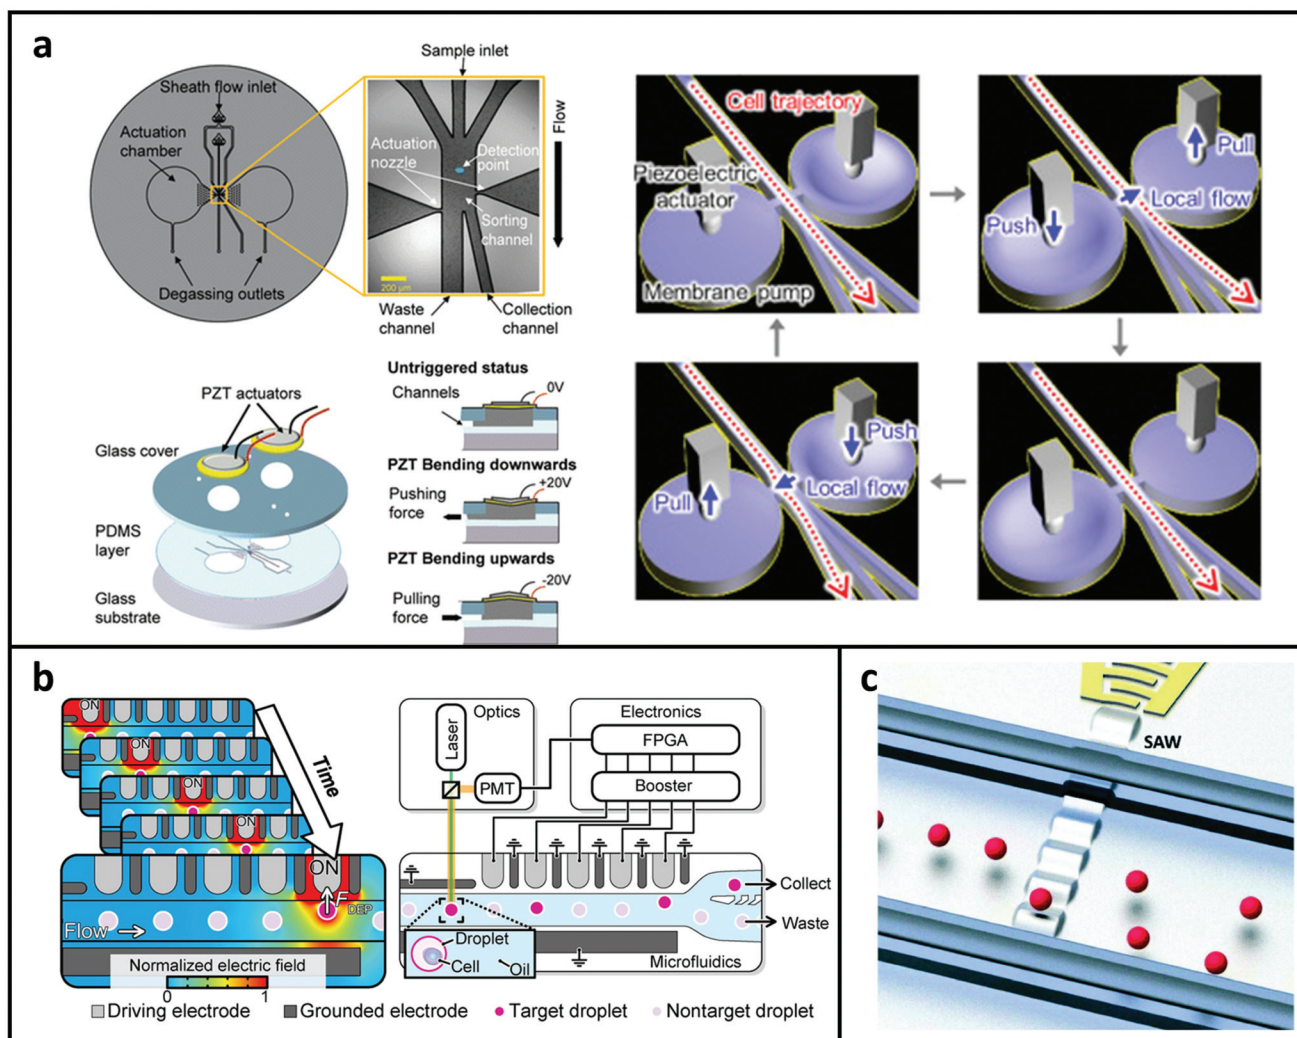 a
Sample inlet
Sheath flow inlet
Actuation
chamber
Actuation
nozzle
Detection
point
Sorting
channel
200 µm
Flow
Degassing outlets
Waste
channel
Collection
channel
PZT actuators
Glass cover
PDMS
layer
Glass
substrate
Untriggered status
Channels
0V
PZT Bending downwards
Pushing
force
+20V
PZT Bending upwards
Pulling
force
-20V
Cell trajectory
Piezoelectric
actuator
Membrane pump
Pull
Local flow
Push
Push
Local flow
Pull
b
ON
ON
ON
ON
ON
Time
F
DEP
Flow
Normalized electric field
0
1
Optics
Laser
PMT
Electronics
FPGA
Booster
Collect
Waste
Droplet
Cell
Oil
Microfluidics
Driving electrode
Grounded electrode
Target droplet
Nontarget droplet
c
SAW